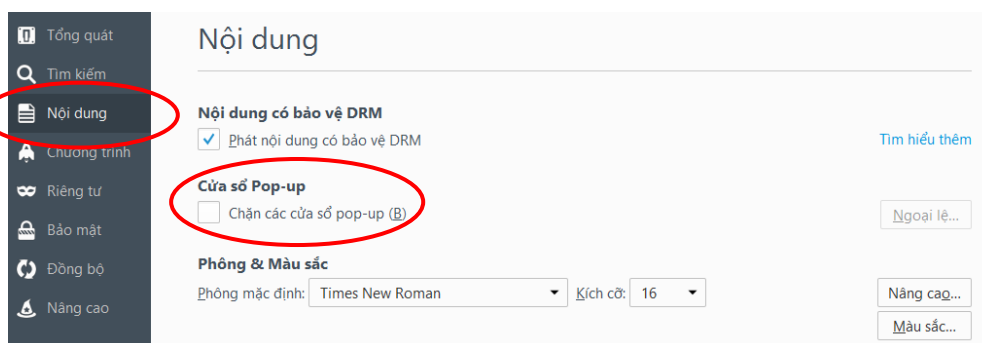 Tổng quát
Tìm kiếm
Nội dung
Chương trình
Riêng tư
Bảo mật
Đồng bộ
Nâng cao
Nội dung
Nội dung có bảo vệ DRM
Phát nội dung có bảo vệ DRM
Tìm hiểu thêm
Cửa sổ Pop-up
Chặn các cửa sổ pop-up (B)
Ngoại lệ...
Phông & Màu sắc
Phông mặc định: Times New Roman Kích cỡ: 16
Nâng cao...
Màu sắc...